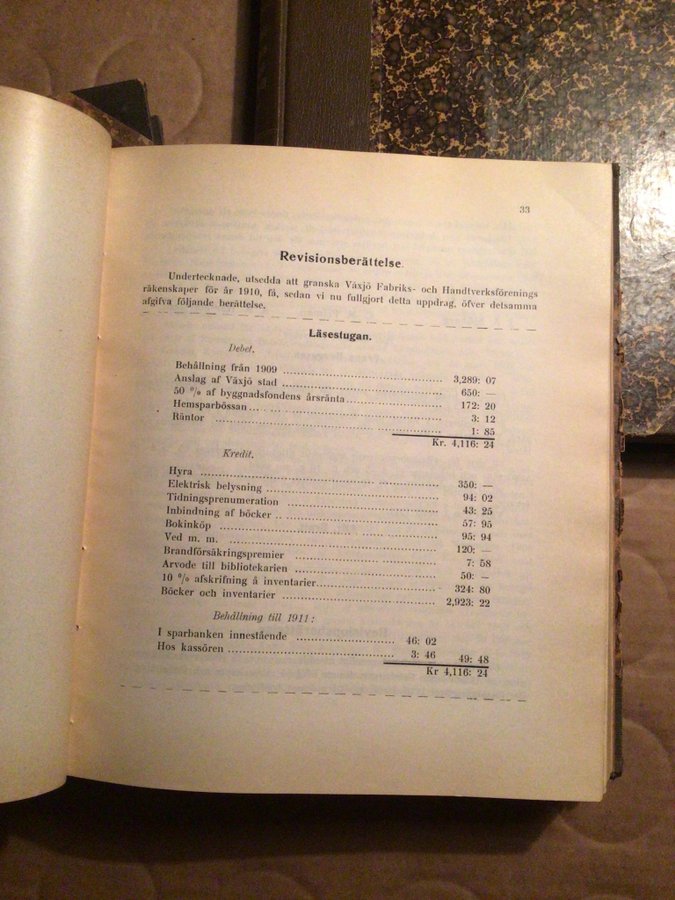 33
Revisionsberättelse.
Undertecknade, utsedda att granska Växjö Fabriks- och Handtverksförenings
räkenskaper för år 1910, få, sedan vi nu fullgjort detta uppdrag, öfver detsamma
afgifva följande berättelse.
Läsestugan.
Debet.
Behållning från 1909 ........ 3,289: 07
Anslag af Växjö stad ........ 650: —
50 % af byggnadsfondens årsränta ........ 172: 20
Hemsparbössan ........ 3: 12
Räntor ........ 1: 85
Kr. 4,116: 24
Kredit.
Hyra ........ 350: —
Elektrisk belysning ........ 94: 02
Tidningsprenumeration ........ 43: 25
Inbindning af böcker ........ 57: 95
Bokinköp ........ 95: 94
Ved m. m. ........ 120: —
Brandförsäkringspremier ........ 7: 58
Arvode till bibliotekarien ........ 50: —
10 % afskrifning å inventarier ........ 324: 80
Böcker och inventarier ........ 2,923: 22
Behållning till 1911:
I sparbanken innestående ........ 46: 02
Hos kassören ........ 3: 46 49: 48
Kr 4,116: 24